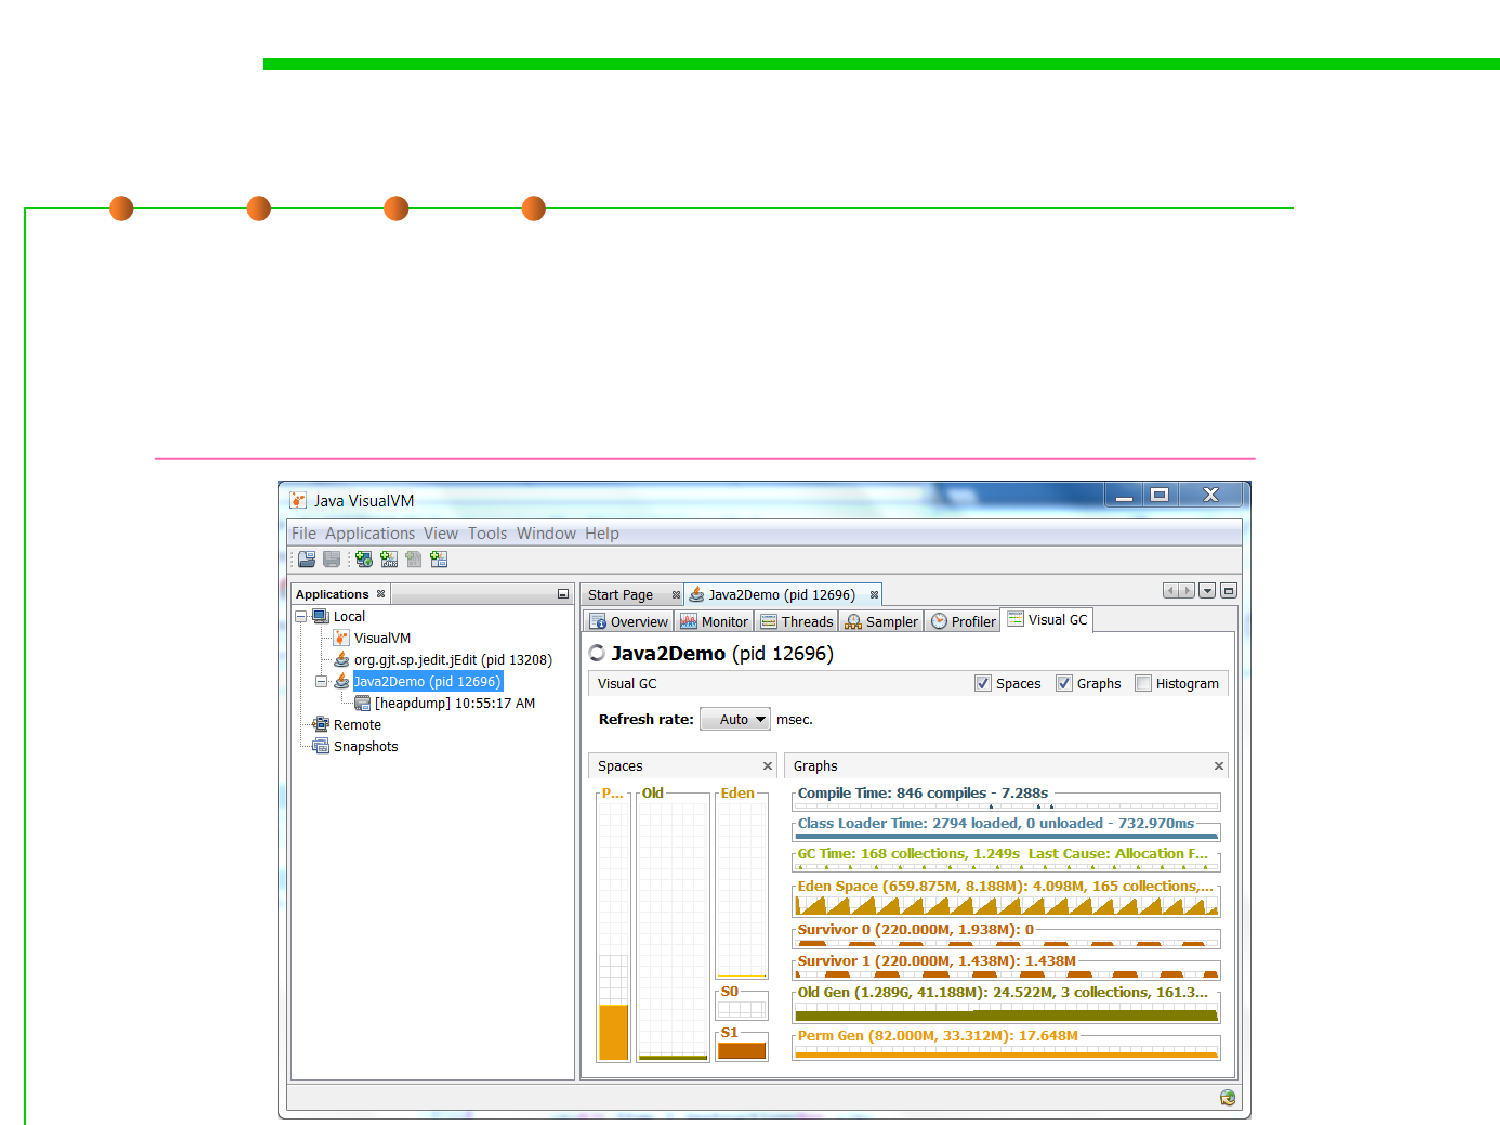 Java VisualVM
File Applications View Tools Window Help
Applications
Local
VisualVM
org.gjt.sp.jedit.jEdit (pid 13208)
Java2Demo (pid 12696)
[heapdump] 10:55:17 AM
Remote
Snapshots
Start Page
Java2Demo (pid 12696)
Overview Monitor Threads Sampler Profiler Visual GC
Java2Demo (pid 12696)
Visual GC Spaces Graphs Histogram
Refresh rate: Auto msec.
Spaces
P... Old Eden
S0
S1
Graphs
Compile Time: 846 compiles - 7.288s
Class Loader Time: 2794 loaded, 0 unloaded - 732.970ms
GC Time: 168 collections, 1.249s Last Cause: Allocation F...
Eden Space (659.875M, 8.188M): 4.098M, 165 collections,...
Survivor 0 (220.000M, 1.938M): 0
Survivor 1 (220.000M, 1.438M): 1.438M
Old Gen (1.289G, 41.188M): 24.522M, 3 collections, 161.3...
Perm Gen (82.000M, 33.312M): 17.648M